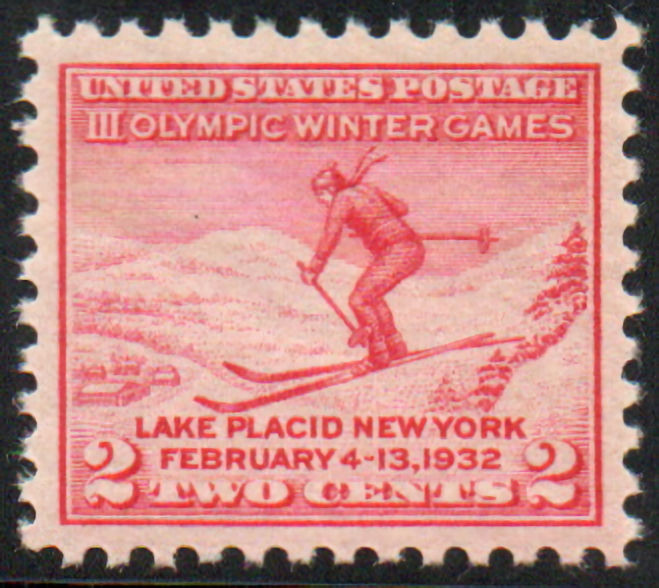 UNITED STATES POSTAGE
III OLYMPIC WINTER GAMES
LAKE PLACID NEW YORK
FEBRUARY 4-13, 1932
2 TWO CENTS 2